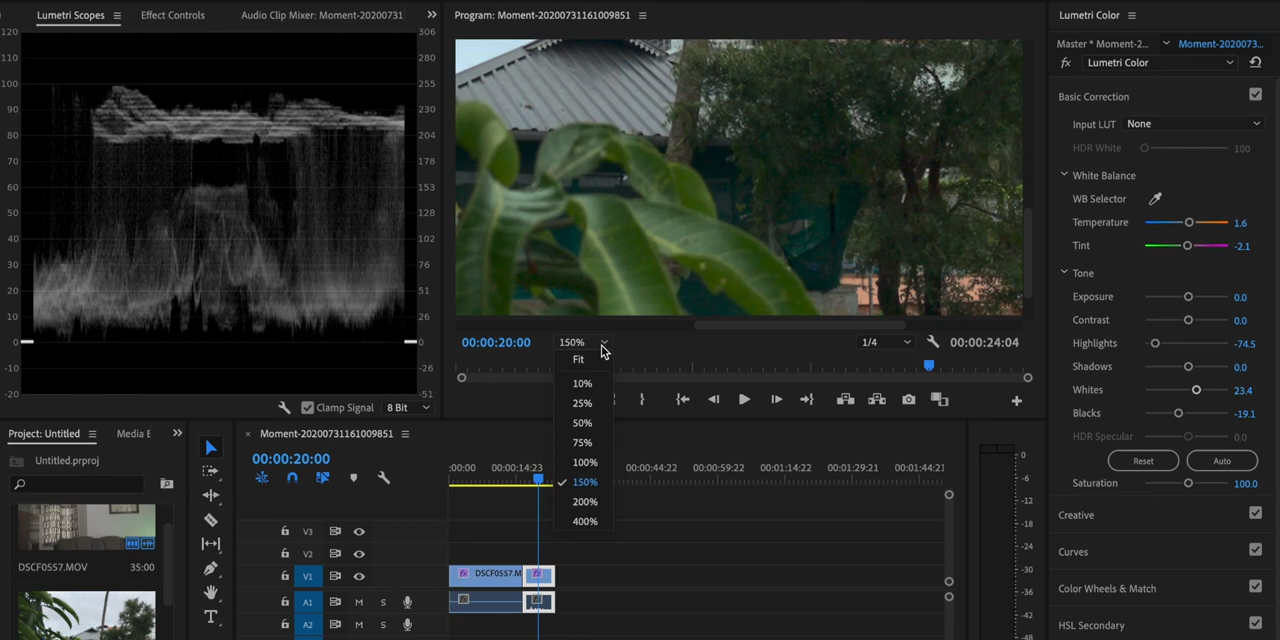 Lumetri Scopes
Effect Controls
Audio Clip Mixer: Moment-20200731
120
110
100
90
80
70
60
50
40
30
20
10
0
-10
-20
306
280
255
230
204
178
153
128
102
76
51
26
0
-26
-51
Clamp Signal
8 Bit
Program: Moment-20200731161009851
00:00:20:00
150%
1/4
00:00:24:04
Fit
10%
25%
50%
75%
100%
150%
200%
400%
Lumetri Color
Master * Moment-2...
Moment-2020073...
fx
Lumetri Color
Basic Correction
Input LUT
None
HDR White
100
White Balance
WB Selector
Temperature
1.6
Tint
-2.1
Tone
Exposure
0.0
Contrast
0.0
Highlights
-74.5
Shadows
0.0
Whites
23.4
Blacks
-19.1
HDR Specular
0.0
Reset
Auto
Saturation
100.0
Creative
Curves
Color Wheels & Match
HSL Secondary
Project: Untitled
Media E
Untitled.prproj
DSCF0557.MOV
35:00
× Moment-20200731161009851
00:00:20:00
:00:00
00:00:14:23
00:00:44:22
00:00:59:22
00:01:14:22
00:01:29:21
00:01:44:21
V3
V2
V1
fx DSCF0557.M
fx
A1
M
S
A2
M
S
0
-6
-12
-18
-24
-30
-36
-42
-48